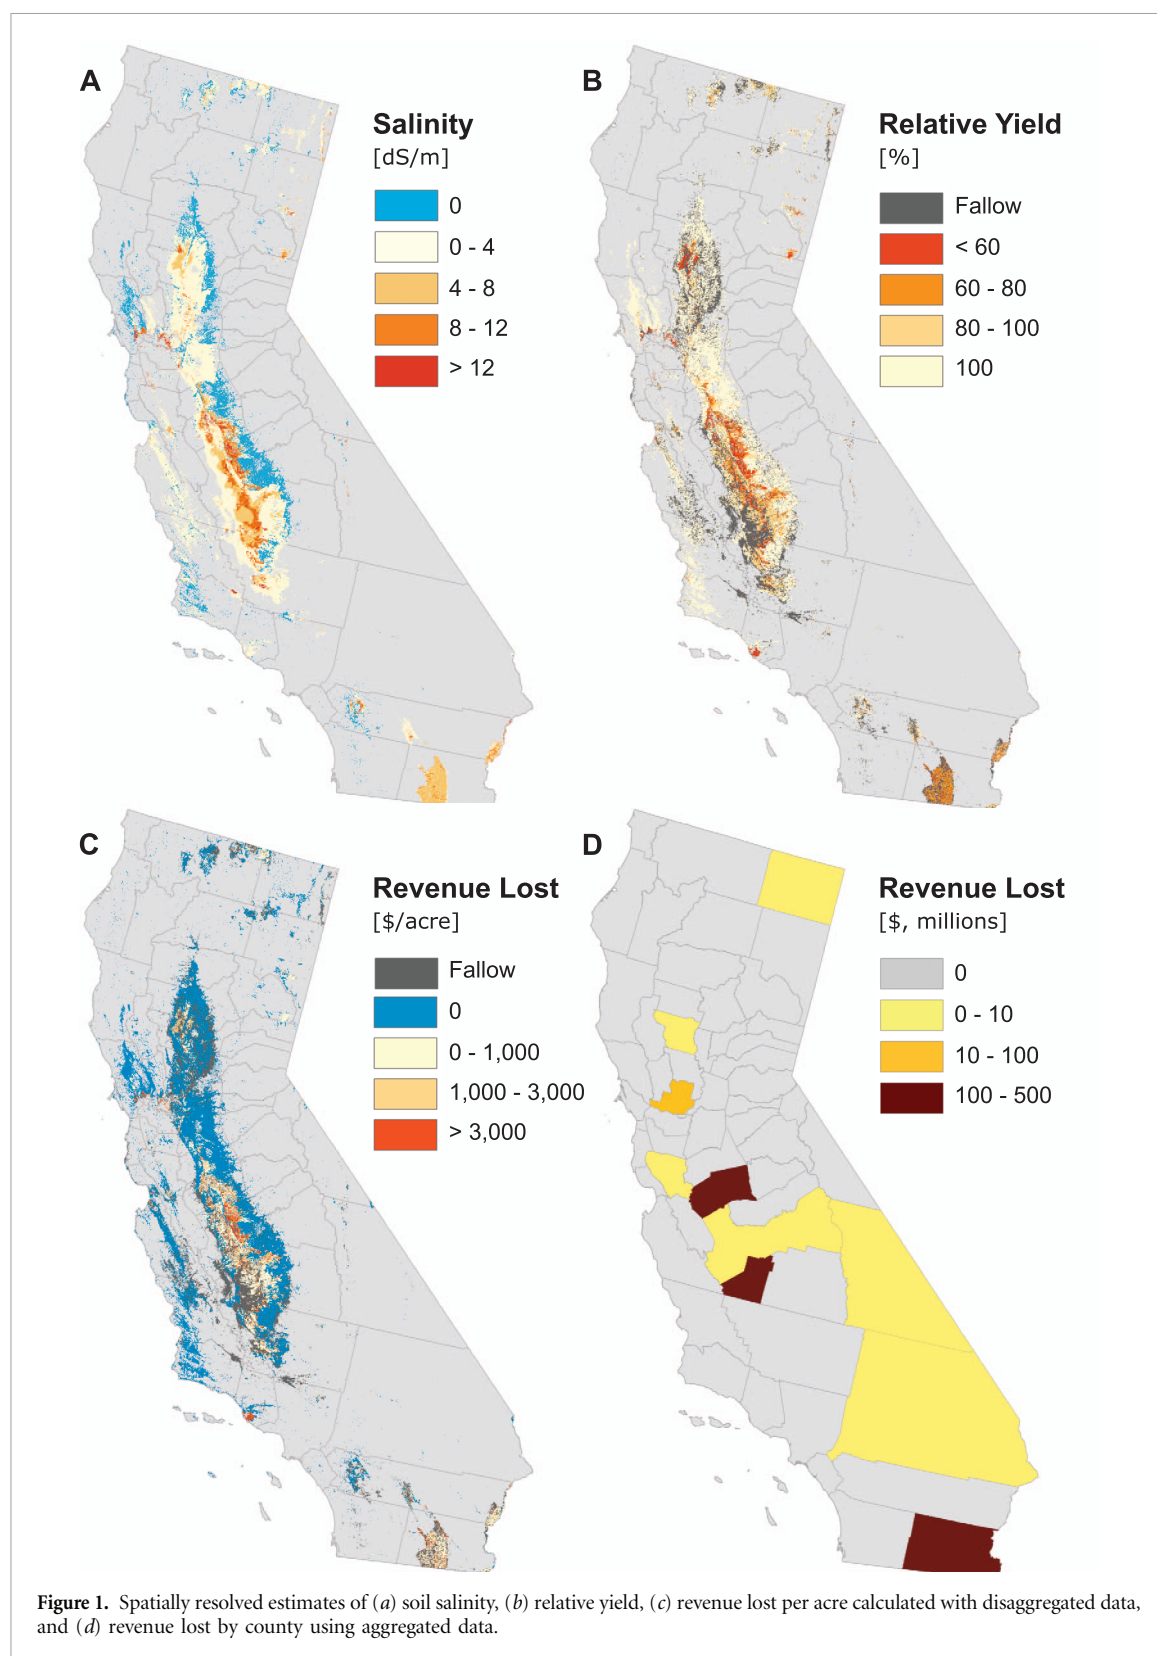 A
Salinity
[dS/m]
0
0 - 4
4 - 8
8 - 12
> 12
B
Relative Yield
[%]
Fallow
< 60
60 - 80
80 - 100
100
C
Revenue Lost
[$/acre]
Fallow
0
0 - 1,000
1,000 - 3,000
> 3,000
D
Revenue Lost
[$, millions]
0
0 - 10
10 - 100
100 - 500
Figure 1. Spatially resolved estimates of (a) soil salinity, (b) relative yield, (c) revenue lost per acre calculated with disaggregated data,
and (d) revenue lost by county using aggregated data.